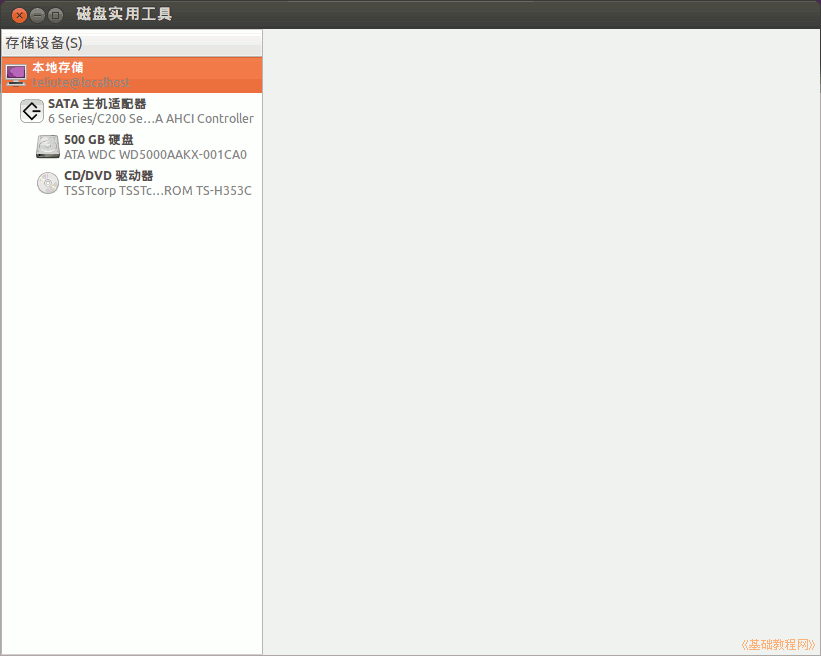 磁盘实用工具
存储设备(S)
本地存储
teliute@localhost
SATA 主机适配器
6 Series/C200 Se...A AHCI Controller
500 GB 硬盘
ATA WDC WD5000AAKX-001CA0
CD/DVD 驱动器
TSSTcorp TSSTc...ROM TS-H353C
《基础教程网》